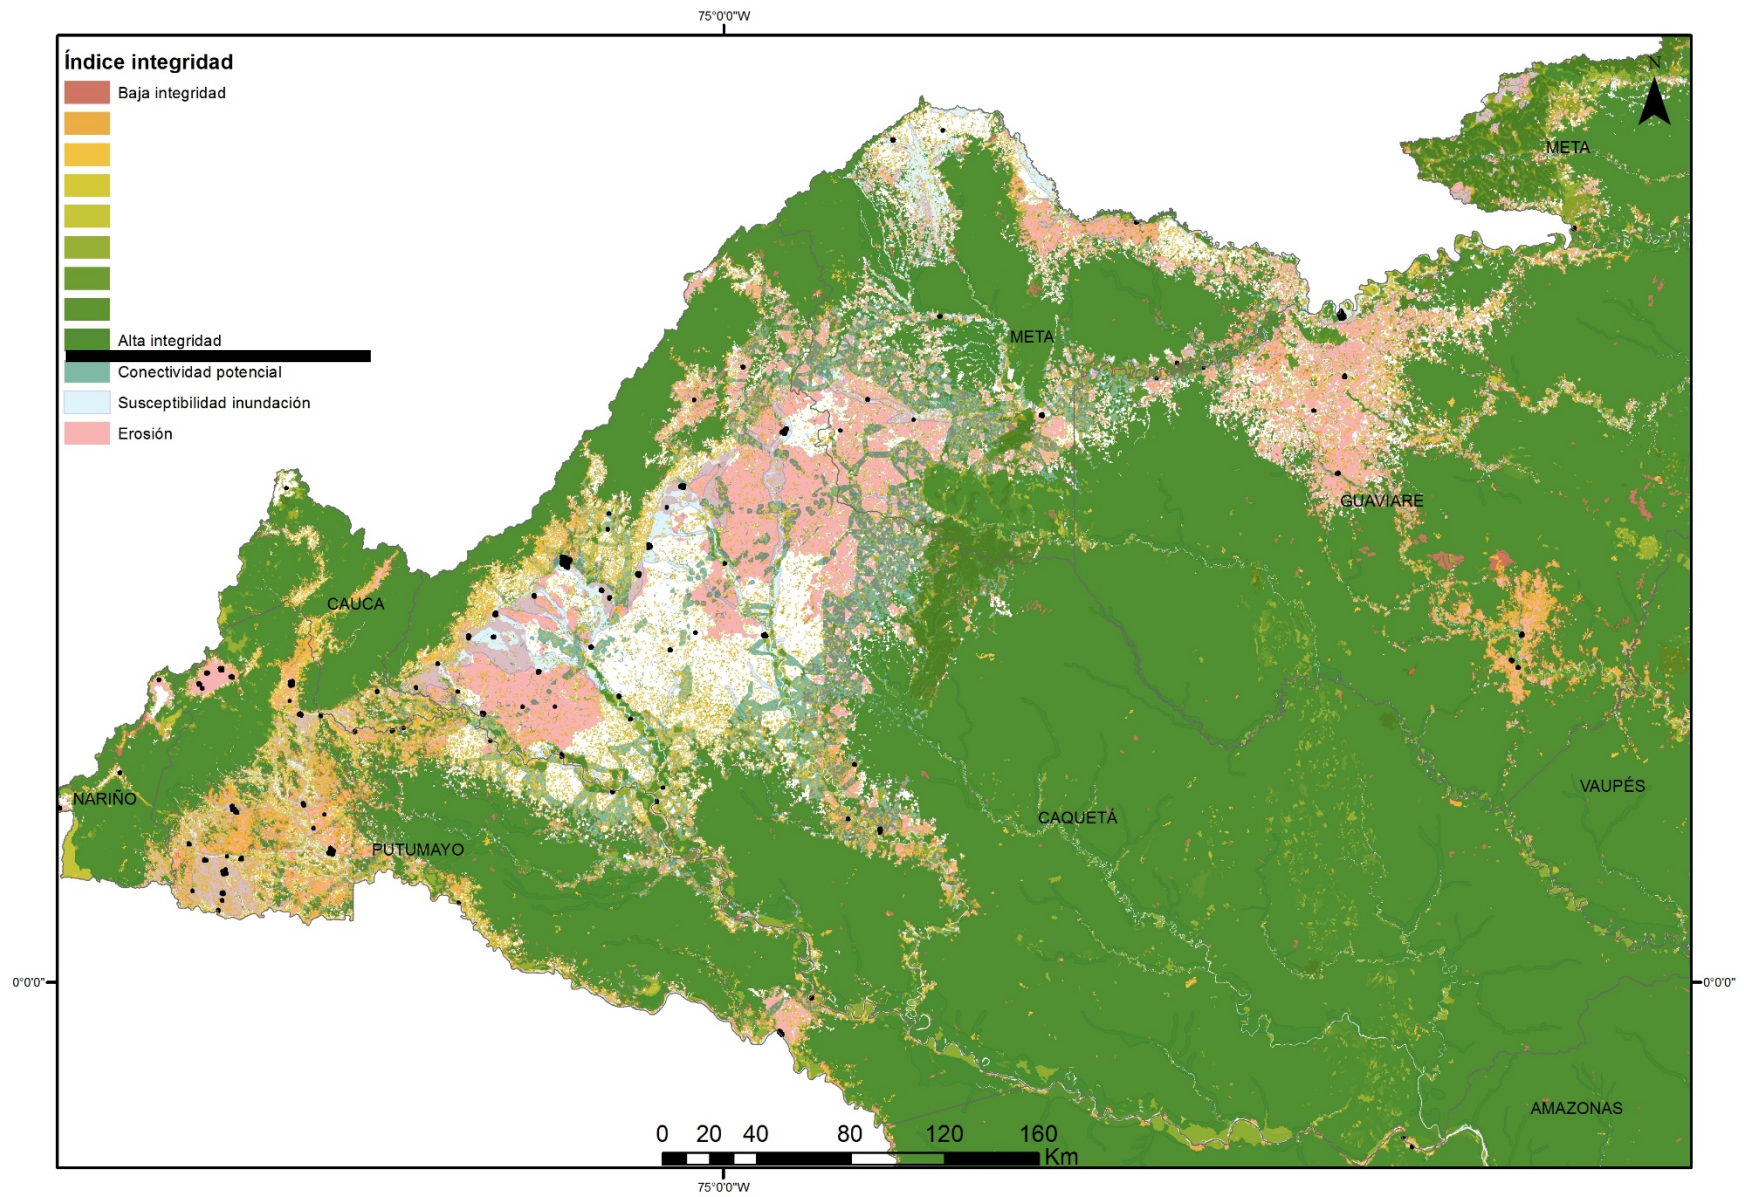 75°0'0"W
Índice integridad
Baja integridad
Alta integridad
Conectividad potencial
Susceptibilidad inundación
Erosión
N
META
META
GUAVIARE
CAUCA
VAUPÉS
NARIÑO
CAQUETÁ
PUTUMAYO
0°0'0"
0°0'0"
AMAZONAS
0 20 40 80 120 160
Km
75°0'0"W